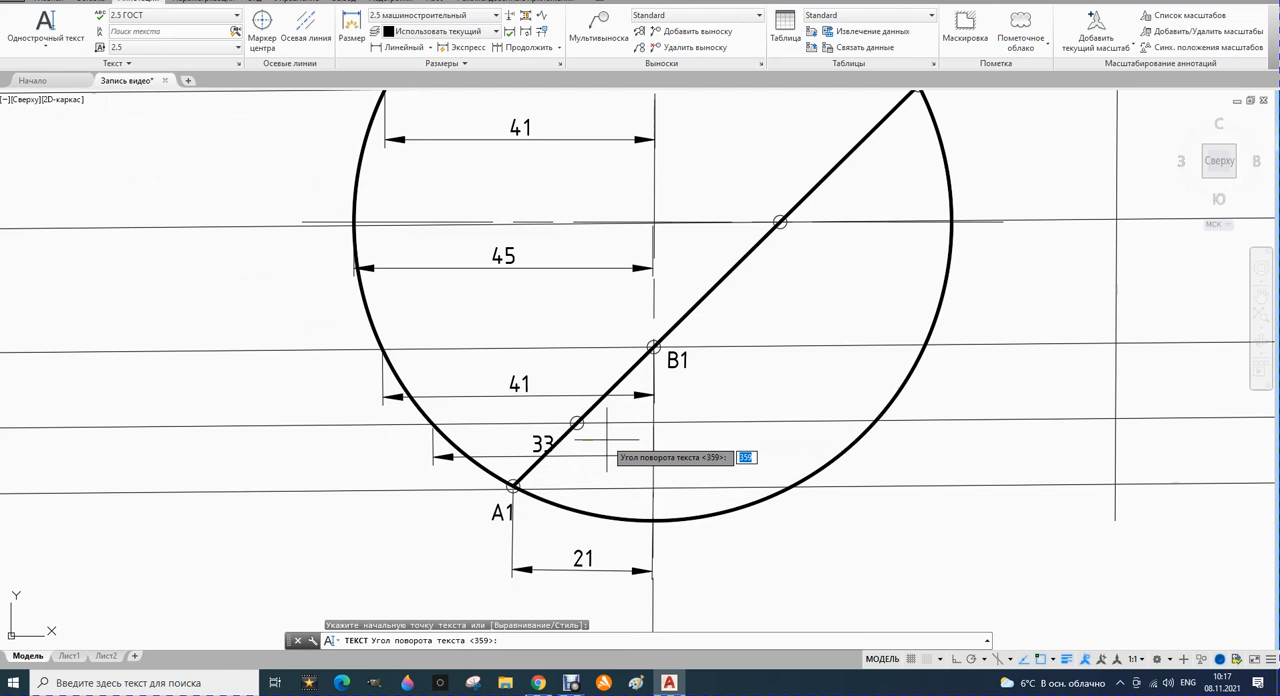 2.5 ГОСТ
2.5 машиностроительный
Standard
Standard
Список масштабов
Поиск текста
Использовать текущий
Добавить выноску
Извлечение данных
Добавить/Удалить масштабы
Однострочный текст
Маркер центра
Осевая линия
Размер
Мультивыноска
Таблица
Маскировка
Пометочное облако
Добавить текущий масштаб
2.5
Линейный
Экспресс
Продолжить
Удалить выноску
Связать данные
Синх. положения масштаба
Текст
Осевые линии
Размеры
Выноски
Таблицы
Пометка
Масштабирование аннотаций
Начало
Запись видео*
[−][Сверху][2D-каркас]
С
З
Сверху
В
Ю
МСК
41
45
B1
41
33
Угол поворота текста <359>:
359
A1
21
Y
X
Укажите начальную точку текста или [Выравнивание/Стиль]:
ТЕКСТ Угол поворота текста <359>:
Модель
Лист1
Лист2
МОДЕЛЬ
1:1
Введите здесь текст для поиска
6°C В осн. облачно
ENG
10:17
08.11.2021